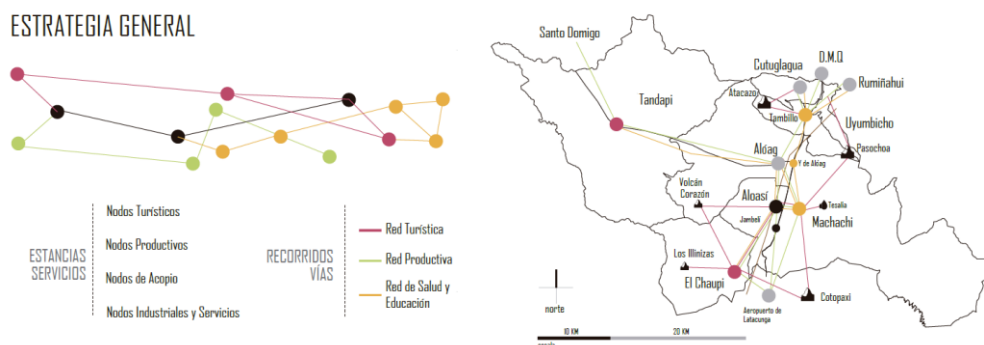 ESTRATEGIA GENERAL
ESTANCIAS
SERVICIOS
Nodos Turísticos
Nodos Productivos
Nodos de Acopio
Nodos Industriales y Servicios
RECORRIDOS
VÍAS
Red Turística
Red Productiva
Red de Salud y
Educación
Santo Domigo
Tandapi
Cutuglagua
D.M.Q
Rumiñahui
Atacazo
Tambillo
Uyumbicho
Pasochoa
Alóag
Y de Alóag
Volcán
Corazón
Aloasí
Jambelí
Tesalia
Machachi
Los Illinizas
El Chaupi
Cotopaxi
Aeropuerto de
Latacunga
norte
10 KM
20 KM